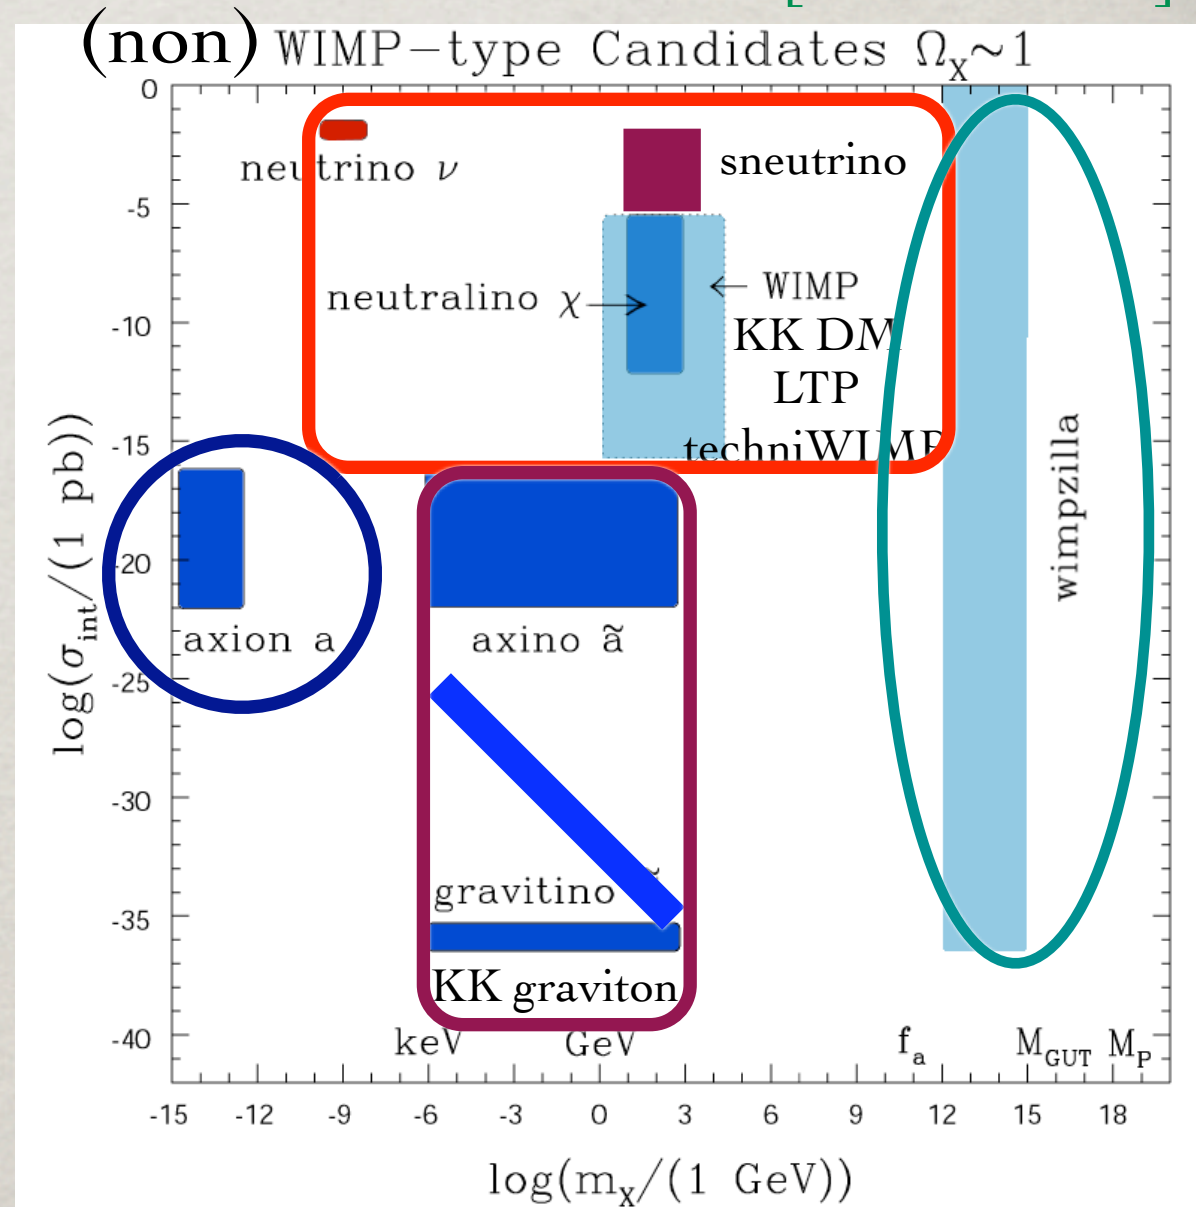 [ ]
(non) WIMP-type Candidates Ω_X~1
neutrino ν
sneutrino
neutralino χ
WIMP
KK DM
LTP
techniWIMP
wimpzilla
axion a
axino ã
gravitino ~
KK graviton
keV GeV f_a M_GUT M_P
0
-5
-10
-15
-20
-25
-30
-35
-40
log(σ_int/(1 pb))
-15 -12 -9 -6 -3 0 3 6 9 12 15 18
log(m_X/(1 GeV))